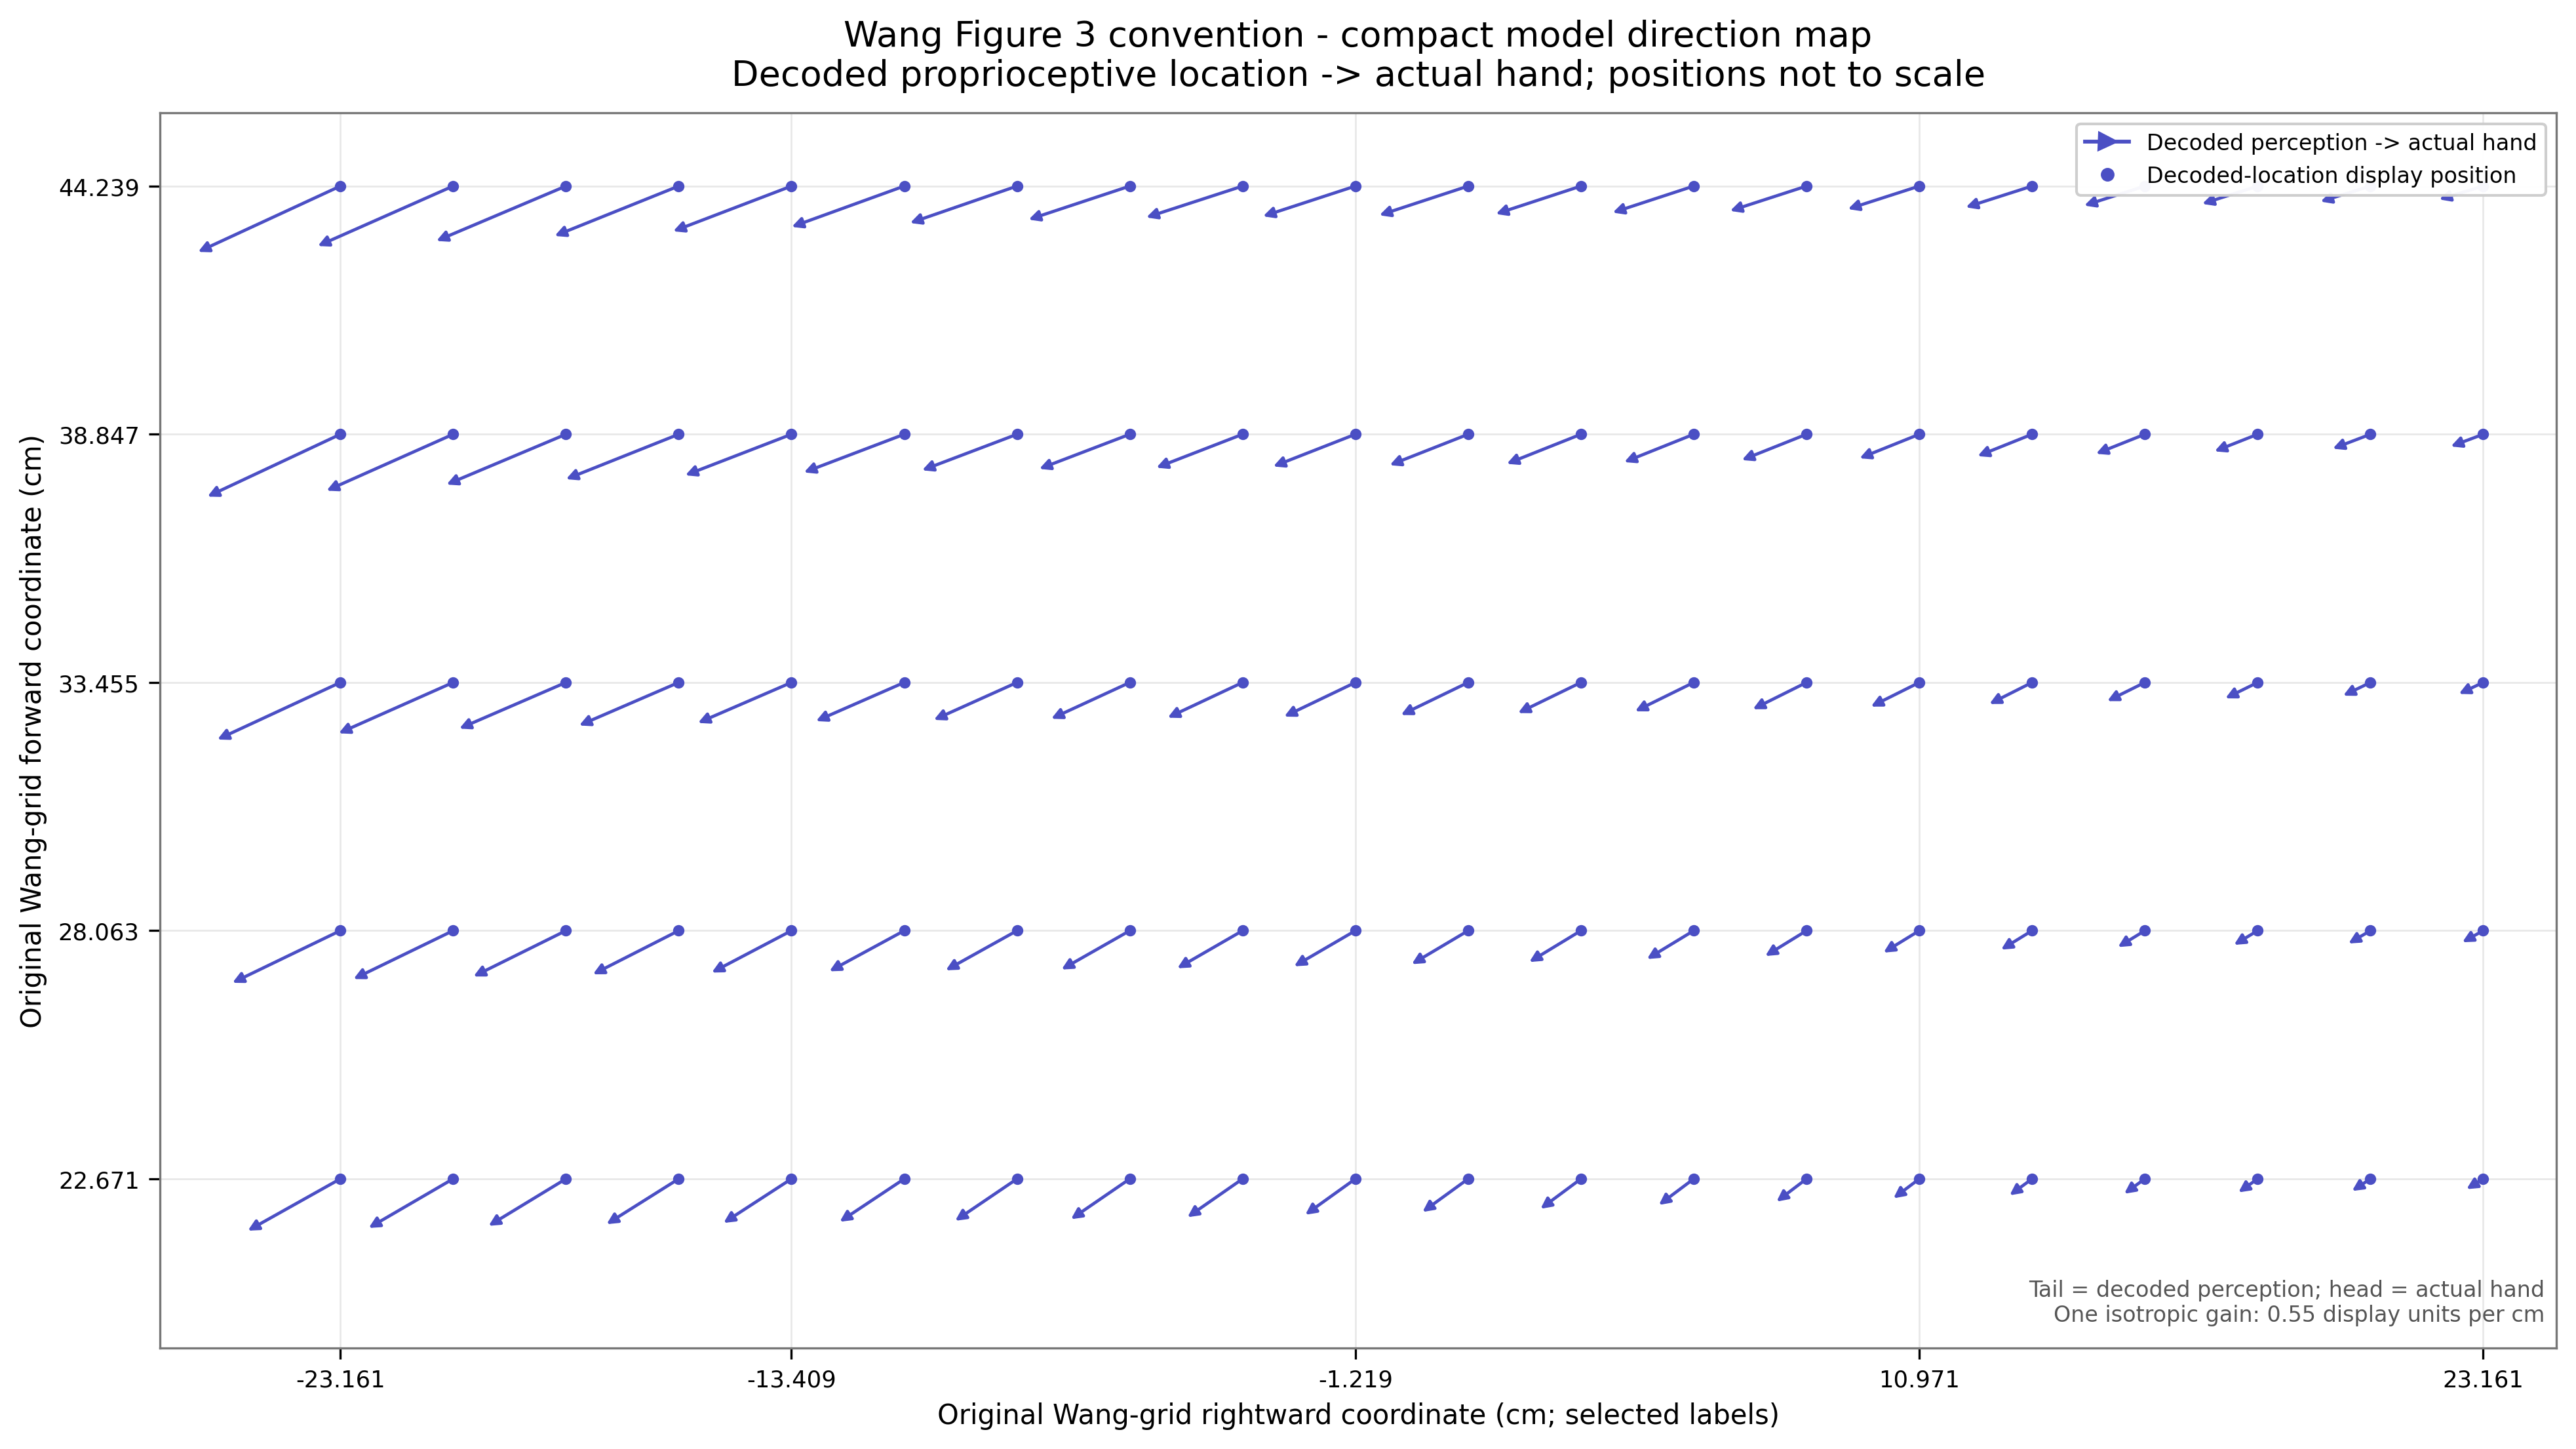 Wang Figure 3 convention - compact model direction map
Decoded proprioceptive location -> actual hand; positions not to scale
Decoded perception -> actual hand
Decoded-location display position
44.239
38.847
33.455
28.063
22.671
Original Wang-grid forward coordinate (cm)
Tail = decoded perception; head = actual hand
One isotropic gain: 0.55 display units per cm
-23.161
-13.409
-1.219
10.971
23.161
Original Wang-grid rightward coordinate (cm; selected labels)